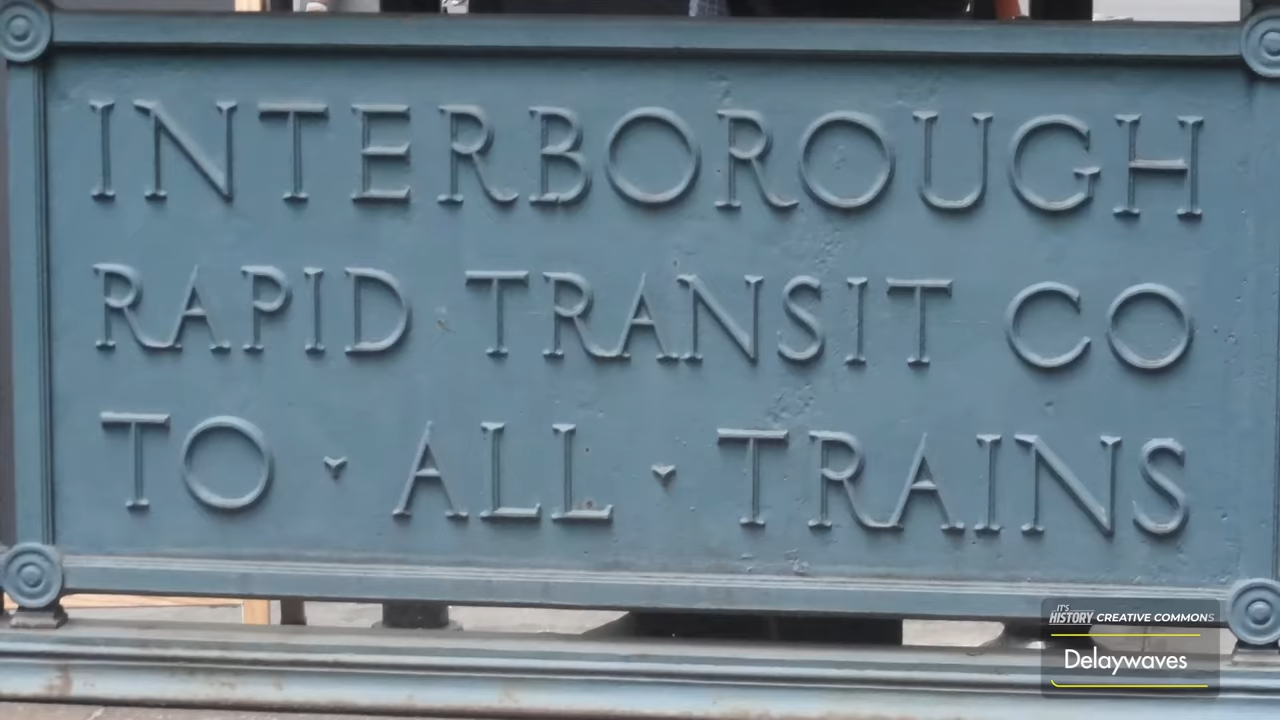 INTERBOROUGH
RAPID TRANSIT CO
TO · ALL · TRAINS
IT'S
HISTORY CREATIVE COMMONS
Delaywaves